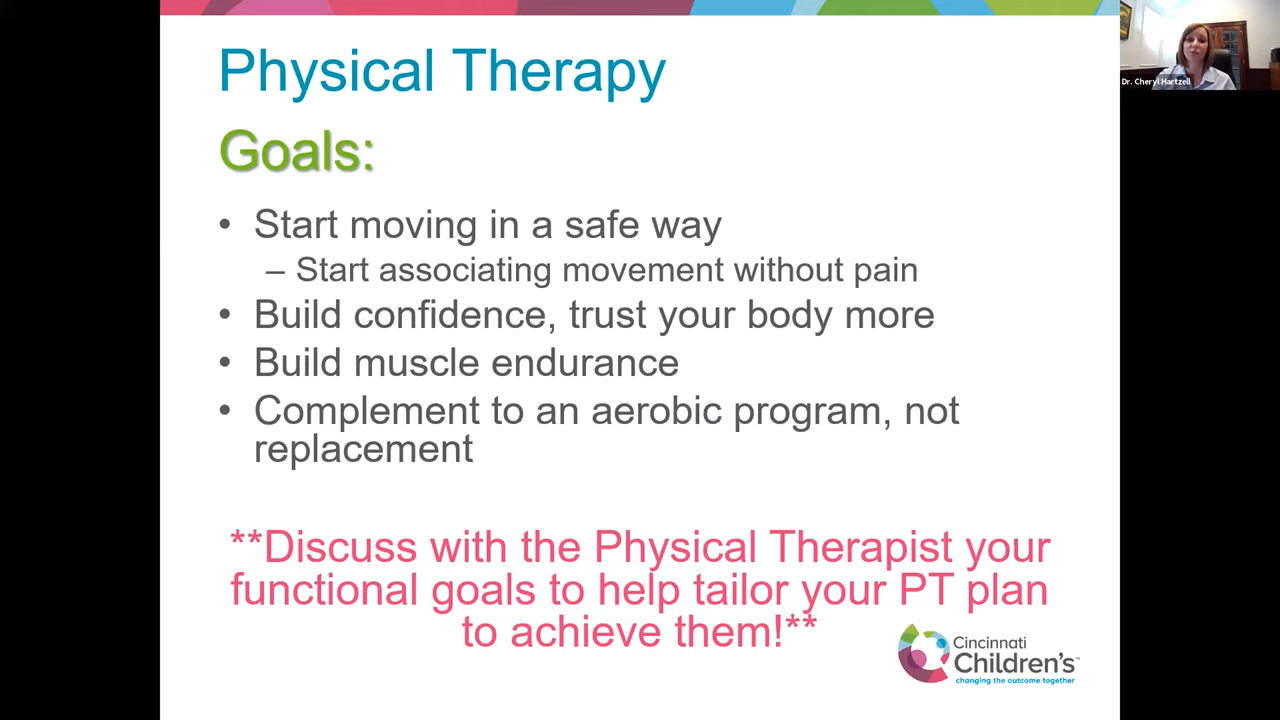 Physical Therapy
Goals:
• Start moving in a safe way
– Start associating movement without pain
• Build confidence, trust your body more
• Build muscle endurance
• Complement to an aerobic program, not
replacement
**Discuss with the Physical Therapist your
functional goals to help tailor your PT plan
to achieve them!**
Cincinnati
Children's™
changing the outcome together
Dr. Cheryl Hartzell